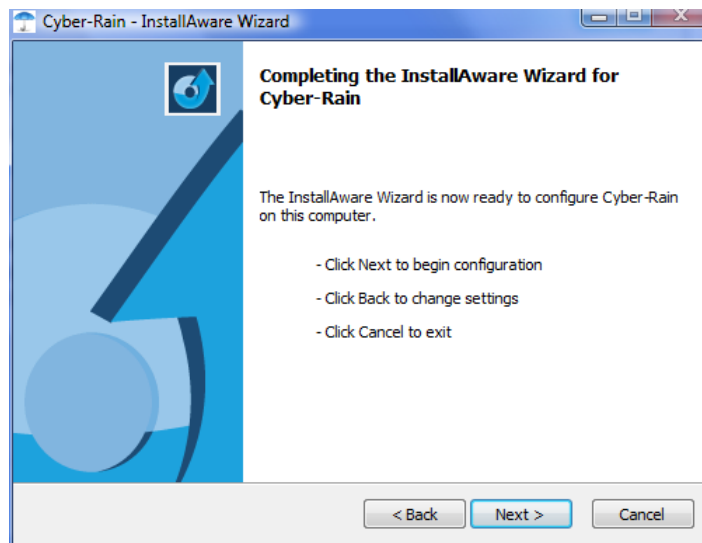 Cyber-Rain - InstallAware Wizard
Completing the InstallAware Wizard for
Cyber-Rain
The InstallAware Wizard is now ready to configure Cyber-Rain
on this computer.
- Click Next to begin configuration
- Click Back to change settings
- Click Cancel to exit
< Back Next > Cancel